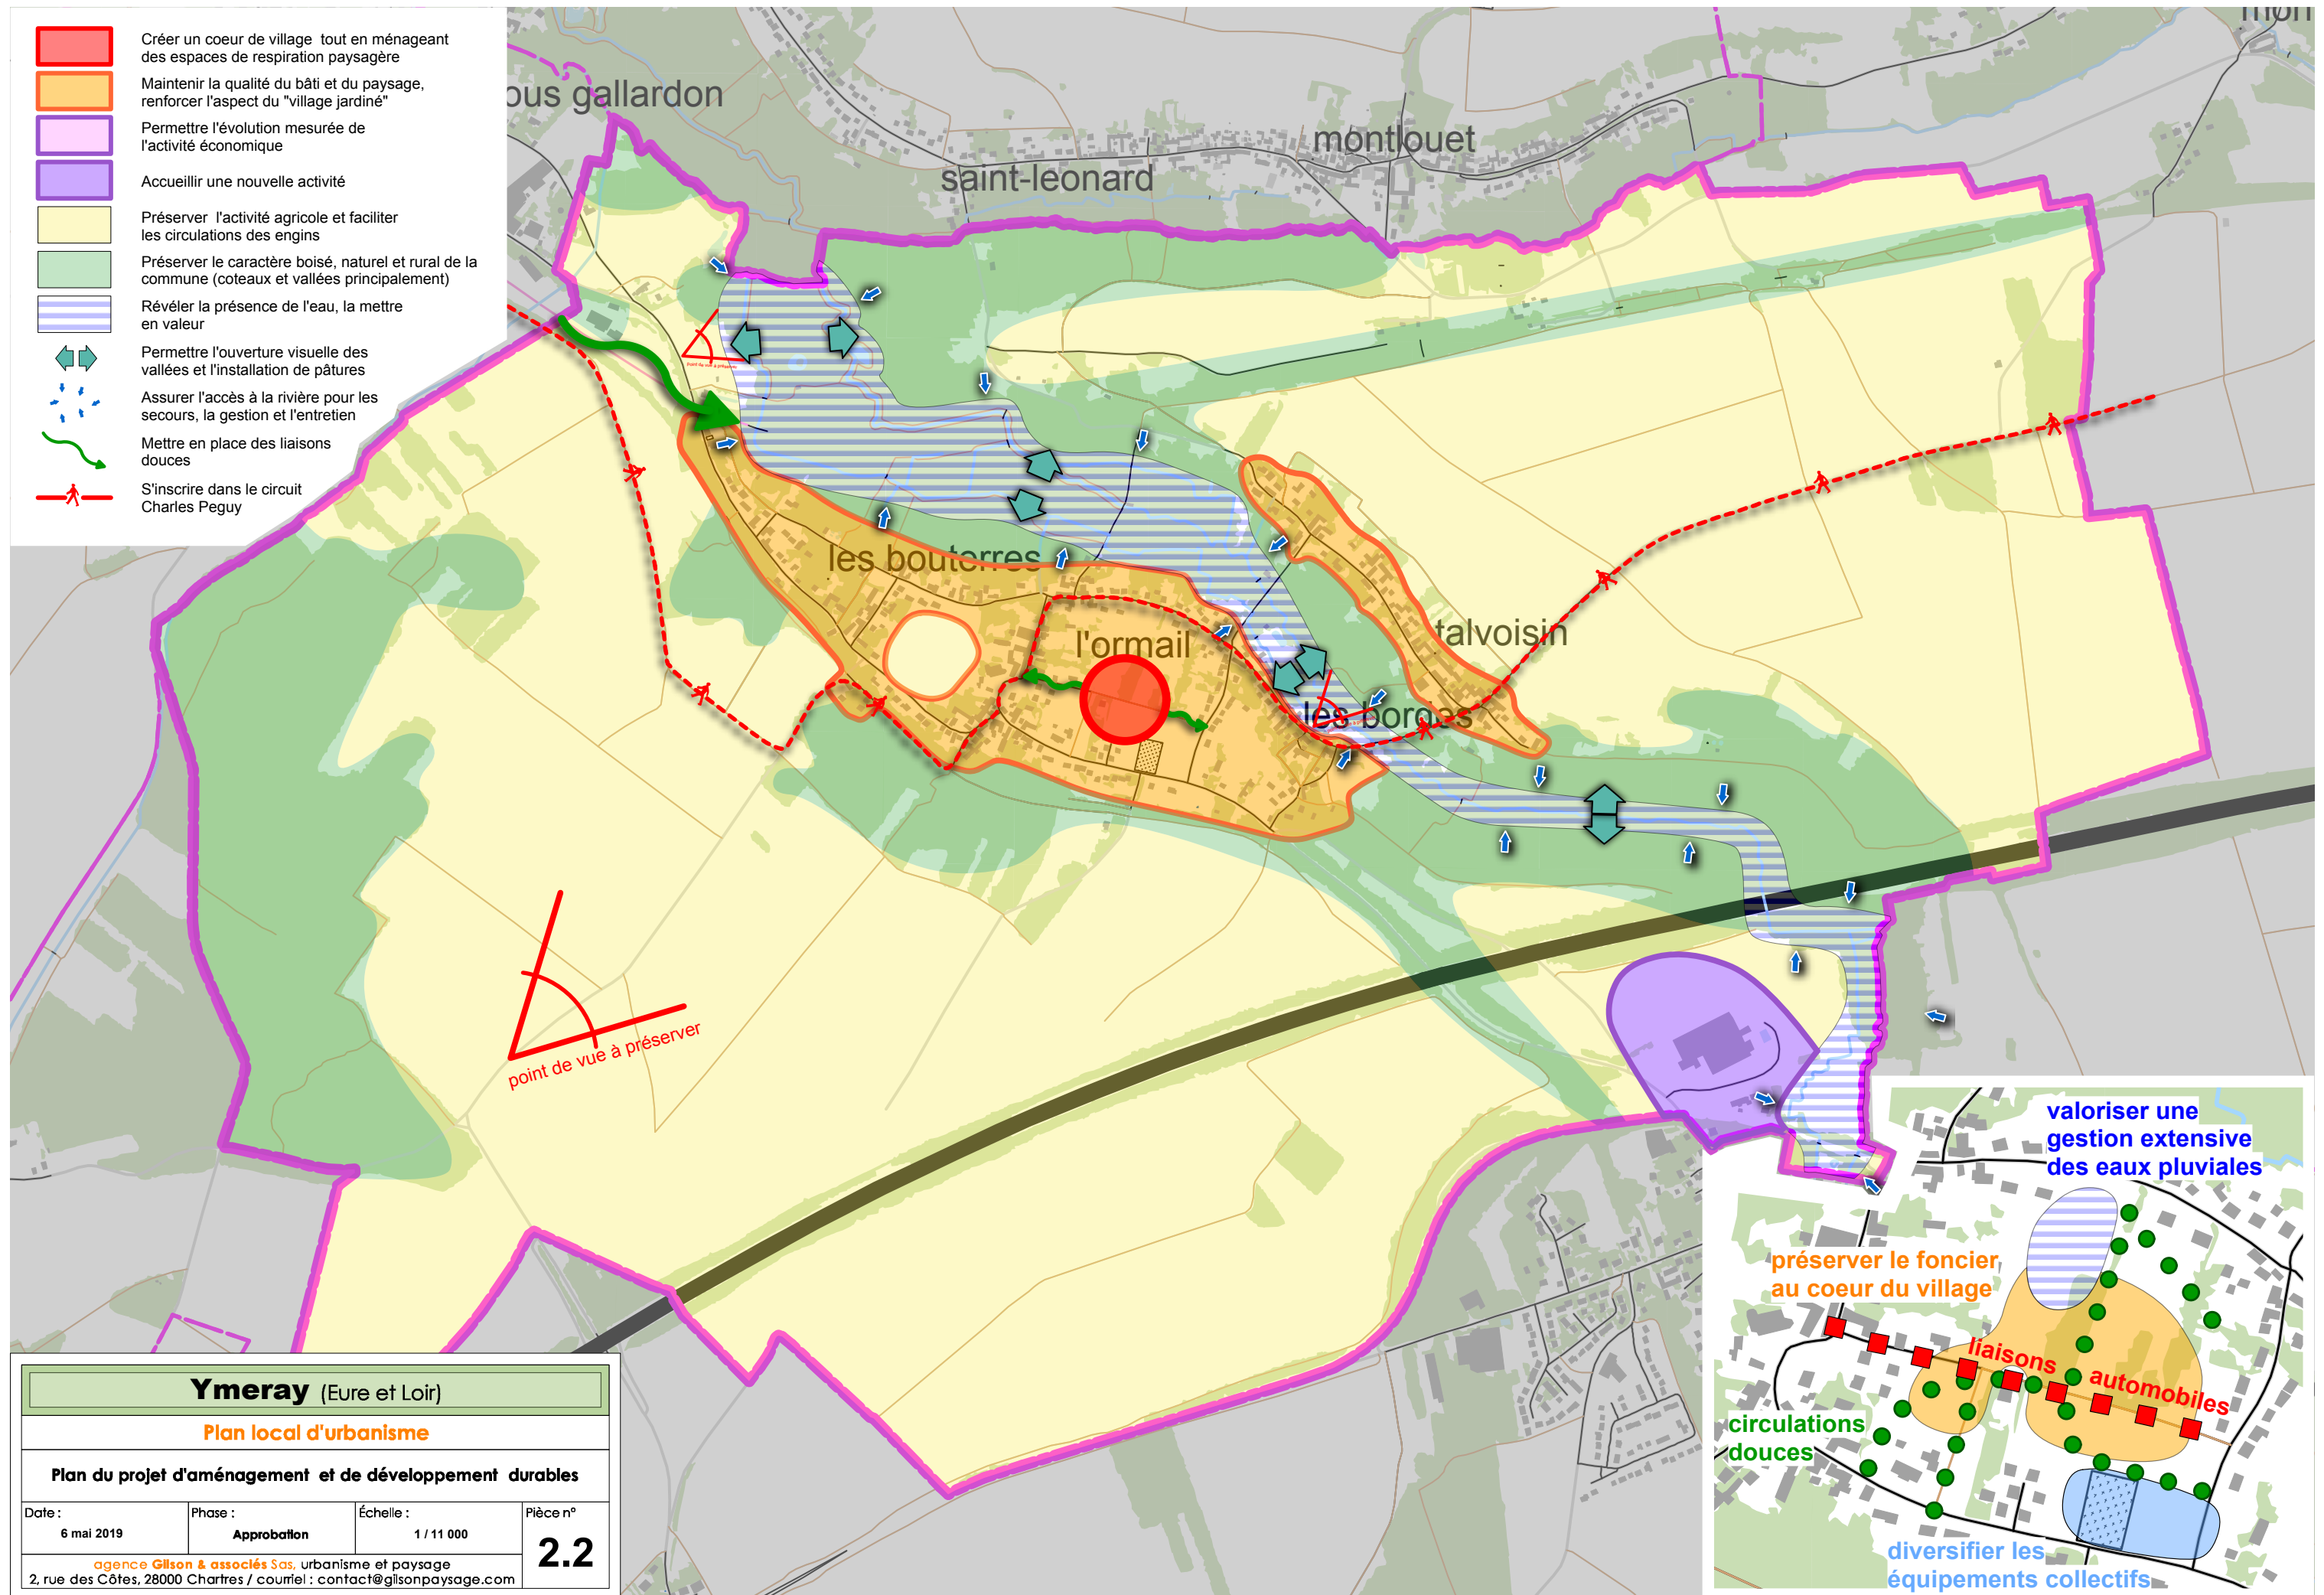 Créer un coeur de village tout en ménageant
des espaces de respiration paysagère
Maintenir la qualité du bâti et du paysage,
renforcer l'aspect du "village jardiné"
Permettre l'évolution mesurée de
l'activité économique
Accueillir une nouvelle activité
Préserver l'activité agricole et faciliter
les circulations des engins
Préserver le caractère boisé, naturel et rural de la
commune (coteaux et vallées principalement)
Révéler la présence de l'eau, la mettre
en valeur
Permettre l'ouverture visuelle des
vallées et l'installation de pâtures
Assurer l'accès à la rivière pour les
secours, la gestion et l'entretien
Mettre en place des liaisons
douces
S'inscrire dans le circuit
Charles Peguy
ous gallardon
saint-leonard
montlouet
mon
Point de vue à préserver
les bouterres
l'ormail
talvoisin
les borges
point de vue à préserver
valoriser une
gestion extensive
des eaux pluviales
préserver le foncier
au coeur du village
liaisons
automobiles
circulations
douces
diversifier les
équipements collectifs
Ymeray (Eure et Loir)
Plan local d'urbanisme
Plan du projet d'aménagement et de développement durables
Date :
6 mai 2019
Phase :
Approbation
Échelle :
1 / 11 000
Pièce n°
2.2
agence Gilson & associés Sas, urbanisme et paysage
2, rue des Côtes, 28000 Chartres / courriel : contact@gilsonpaysage.com